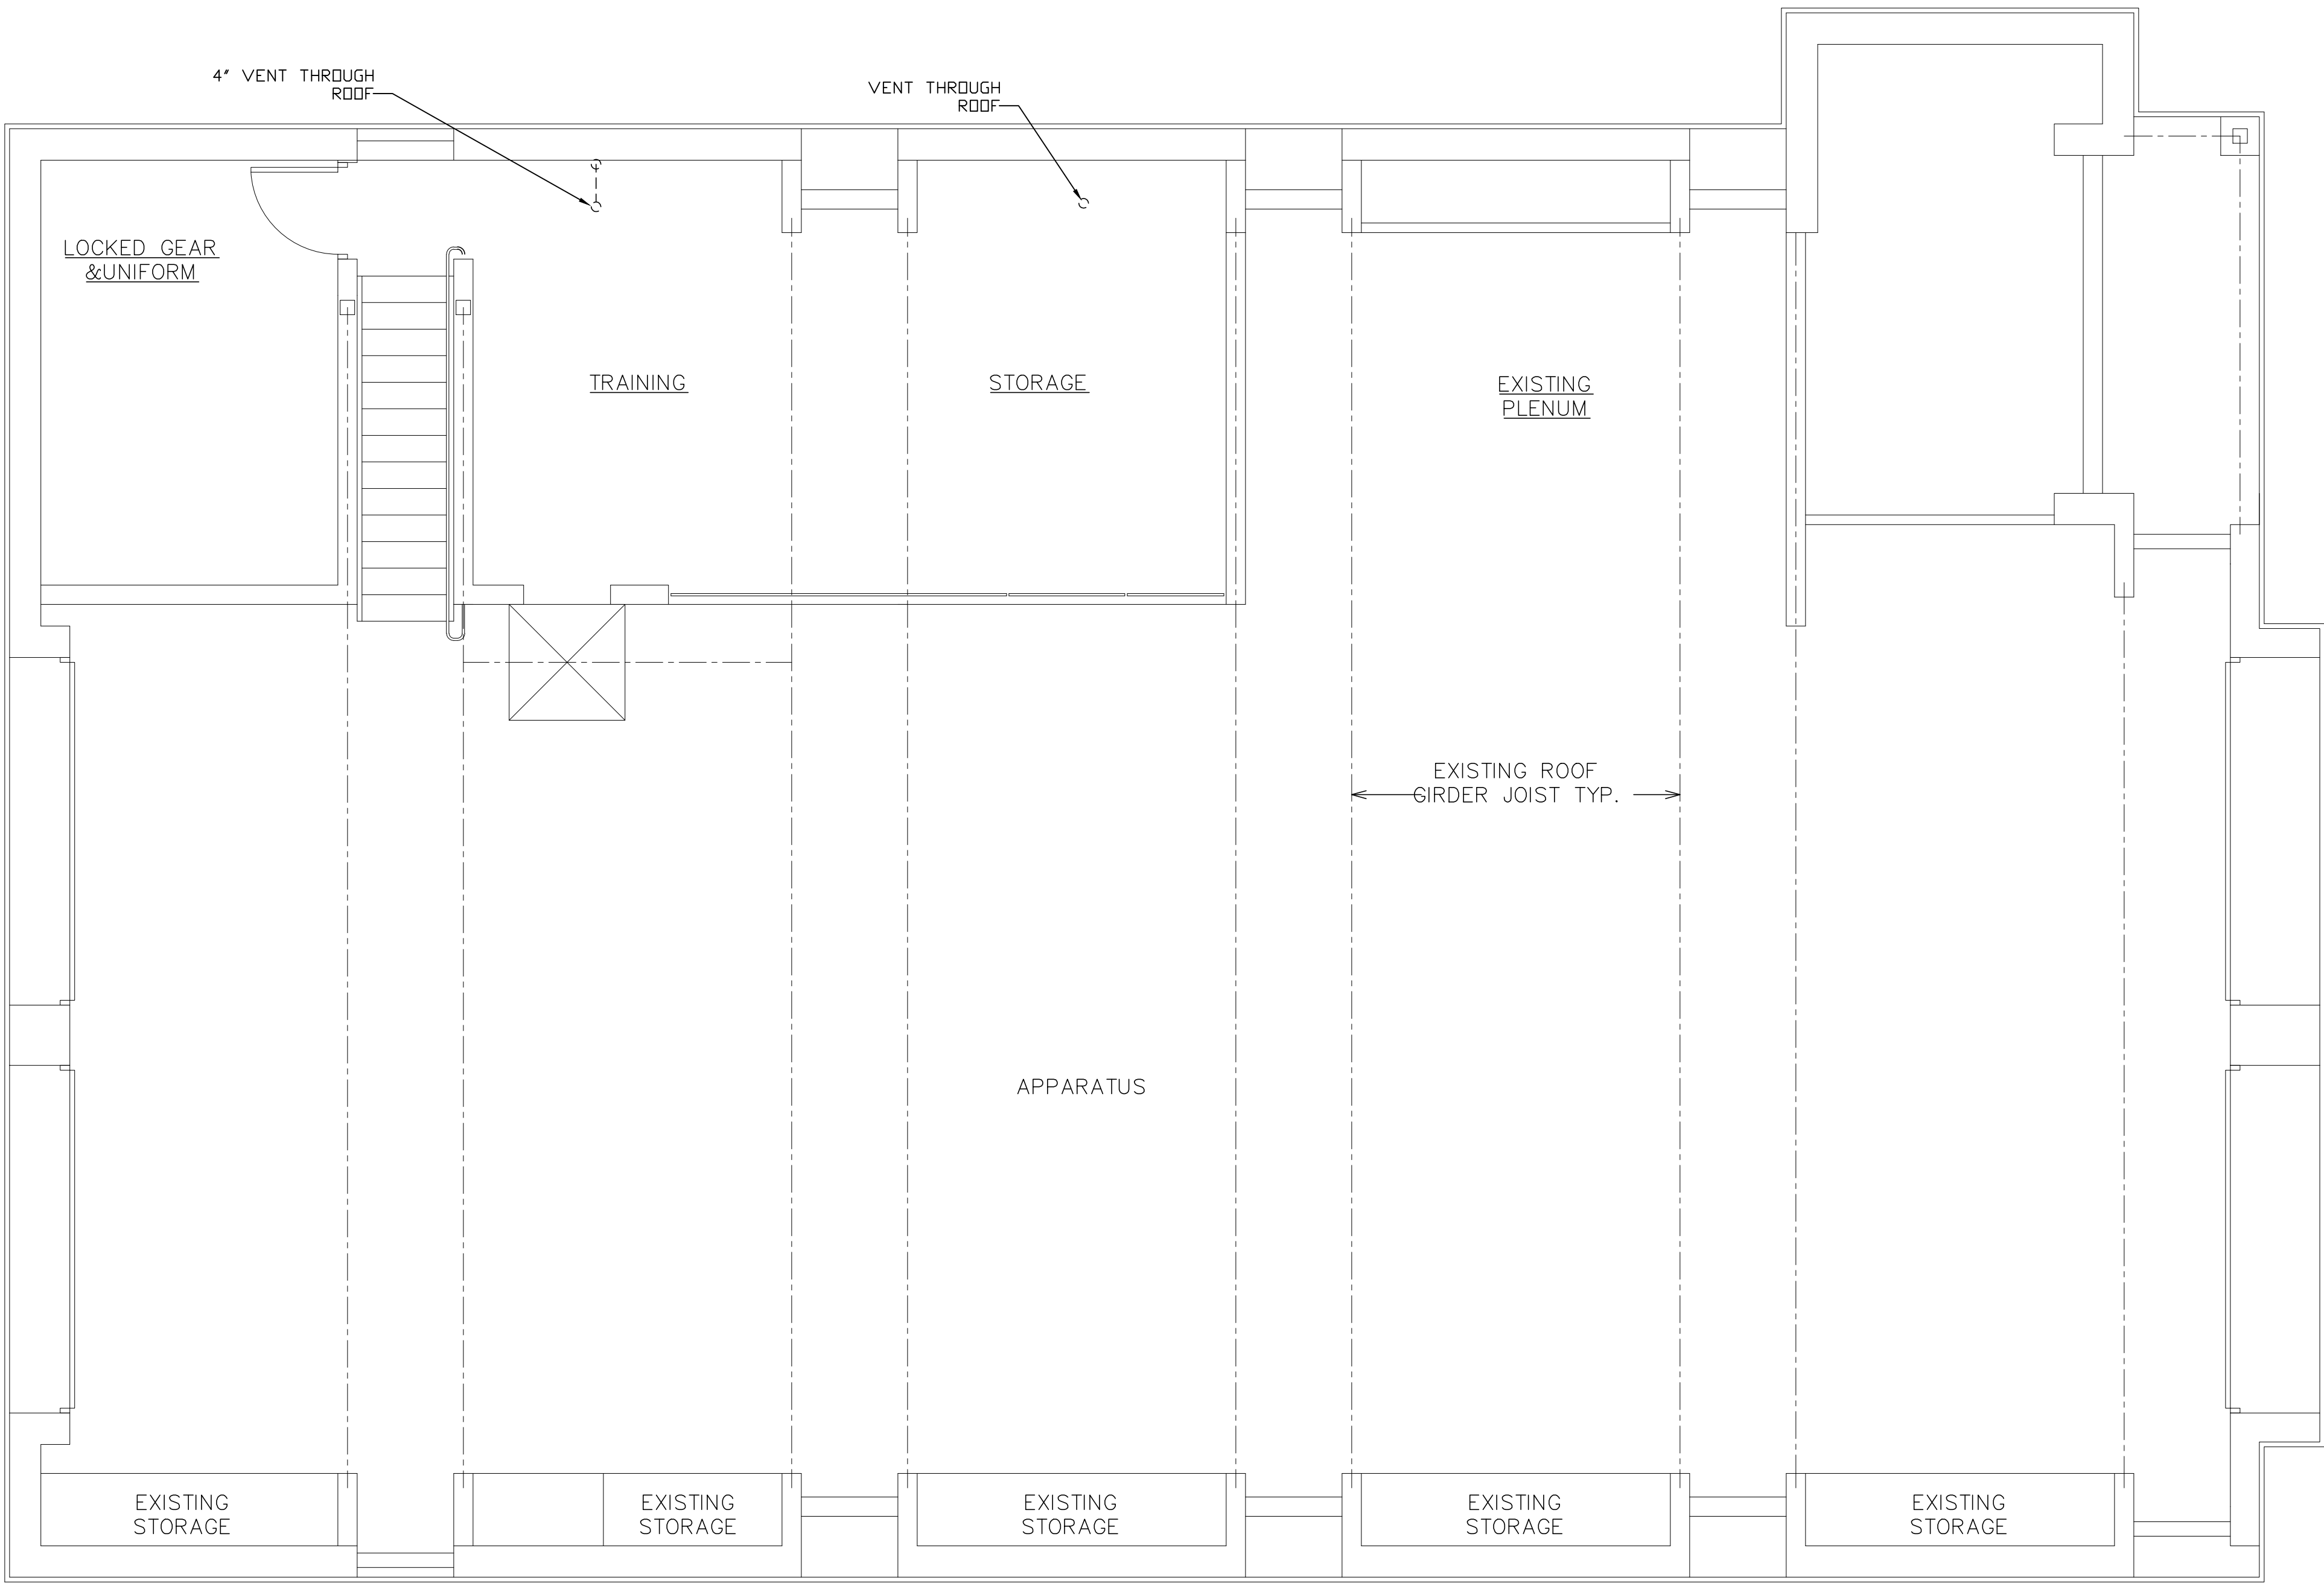 4" VENT THROUGH
ROOF
VENT THROUGH
ROOF
LOCKED GEAR
&UNIFORM
TRAINING
STORAGE
EXISTING
PLENUM
EXISTING ROOF
GIRDER JOIST TYP.
APPARATUS
EXISTING
STORAGE
EXISTING
STORAGE
EXISTING
STORAGE
EXISTING
STORAGE
EXISTING
STORAGE